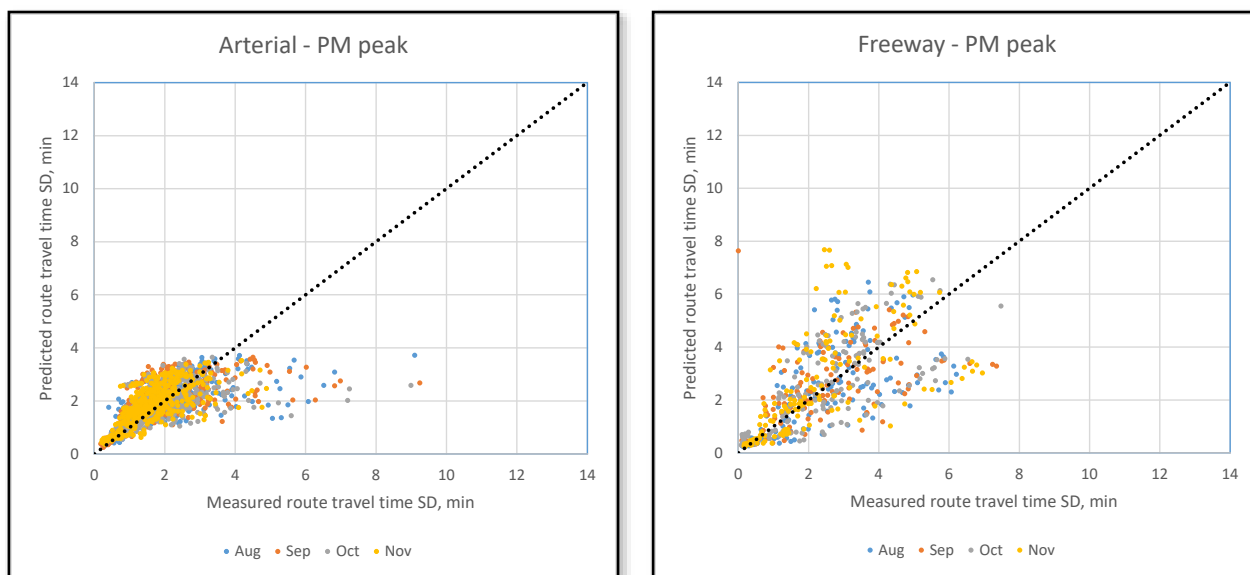 Arterial - PM peak
Predicted route travel time SD, min
14
12
10
8
6
4
2
0
0 2 4 6 8 10 12 14
Measured route travel time SD, min
Aug Sep Oct Nov
Freeway - PM peak
Predicted route travel time SD, min
14
12
10
8
6
4
2
0
0 2 4 6 8 10 12 14
Measured route travel time SD, min
Aug Sep Oct Nov